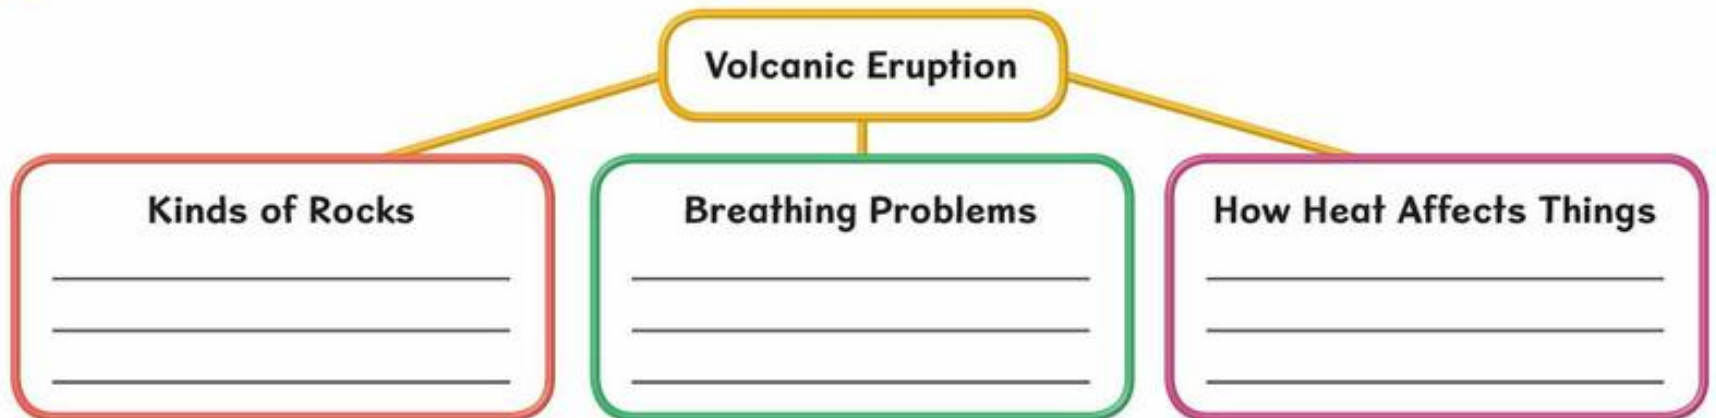 Volcanic Eruption
Kinds of Rocks
Breathing Problems
How Heat Affects Things